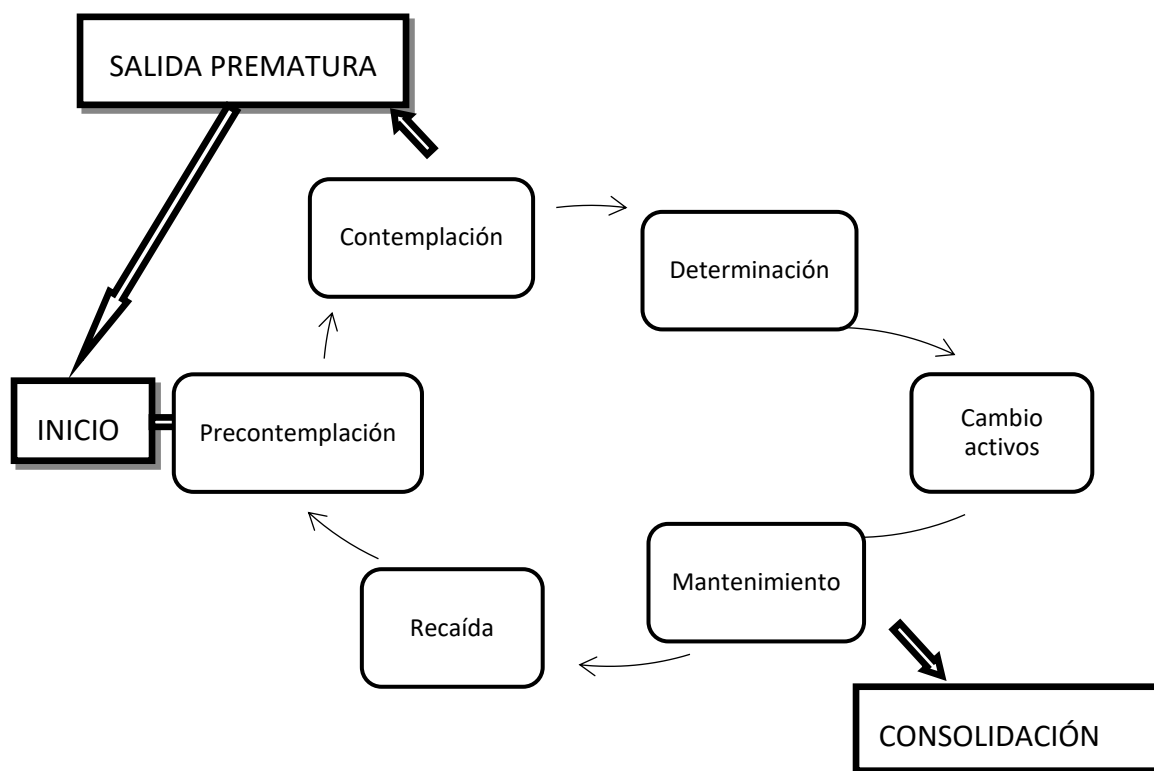 SALIDA PREMATURA
Contemplación
Determinación
INICIO
Precontemplación
Cambio
activos
Mantenimiento
Recaída
CONSOLIDACIÓN